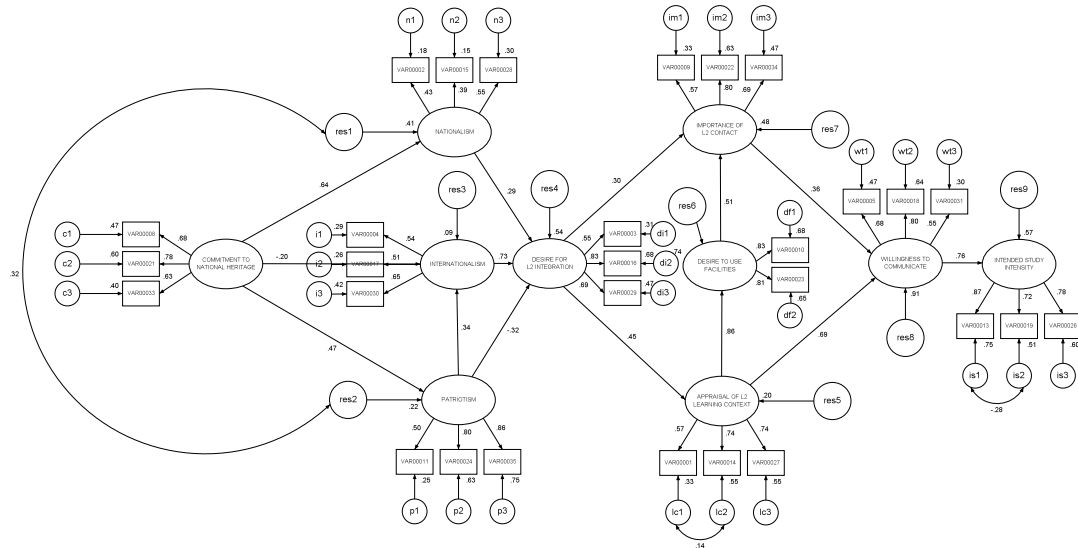 n1 n2 n3
.18 .15 .30
VAR00002 VAR00015 VAR00028
.43 .39 .55
res1
.41
NATIONALISM
im1 im2 im3
.33 .63 .47
VAR00009 VAR00022 VAR00034
.57 .80 .69
IMPORTANCE OF
L2 CONTACT
.48
res7
.64
res3
.29
res4
.30
.51
.36
wt1 wt2 wt3
.47 .64 .30
VAR00005 VAR00018 VAR00031
.68 .80 .55
res9
.57
c1 .47 VAR00008 .68
c2 .60 VAR00021 .78
c3 .40 VAR00033 .63
COMMITMENT TO
NATIONAL HERITAGE
-.20
i1 .29 VAR00004 .54
i2 .26 VAR00017 .51
i3 .42 VAR00030 .65
.09
INTERNATIONALISM
.73
.54
DESIRE FOR
L2 INTEGRATION
.55 VAR00003 .31 di1
.83 VAR00016 .68 di2 .74
.69 VAR00029 .47 di3
res6
DESIRE TO USE
FACILITIES
df1
.68
.83 VAR00010
.81 VAR00023
.65
df2
WILLINGNESS TO
COMMUNICATE
.76
.91
res8
INTENDED STUDY
INTENSITY
.87 .72 .78
VAR00013 VAR00019 VAR00026
.75 .51 .60
is1 is2 is3
-.28
.32
.47
.34
-.32
.45
.86
.69
res2
.22
PATRIOTISM
.50 .80 .86
VAR00011 VAR00024 VAR00035
.25 .63 .75
p1 p2 p3
APPRAISAL OF L2
LEARNING CONTEXT
.20
res5
.57 .74 .74
VAR00001 VAR00014 VAR00027
.33 .55 .55
lc1 lc2 lc3
.14